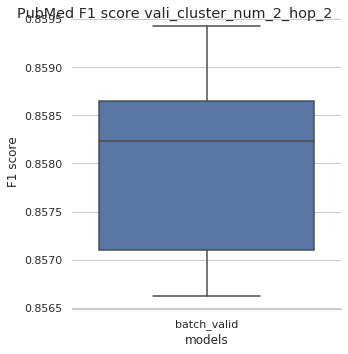 PubMed F1 score vali_cluster_num_2_hop_2
0.8595
0.8590
0.8585
0.8580
0.8575
0.8570
0.8565
F1 score
batch_valid
models